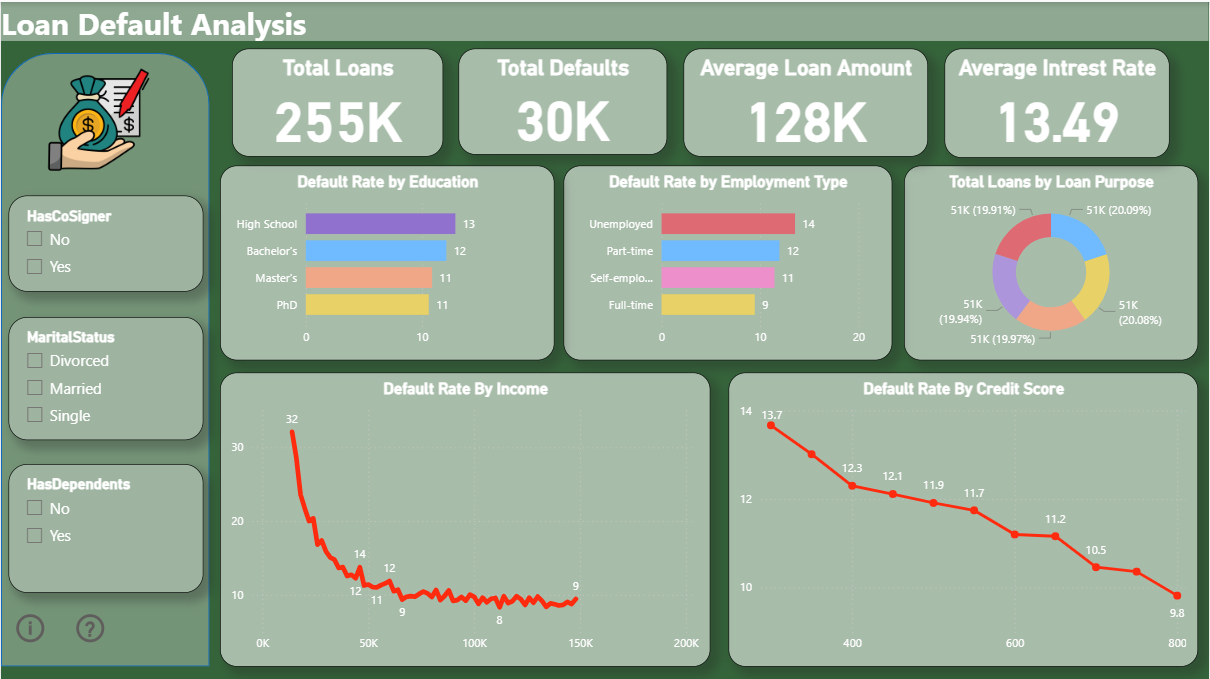 Loan Default Analysis
$
$
HasCoSigner
No
Yes
MaritalStatus
Divorced
Married
Single
HasDependents
No
Yes
i
?
Total Loans
255K
Total Defaults
30K
Average Loan Amount
128K
Average Intrest Rate
13.49
Default Rate by Education
High School 13
Bachelor's 12
Master's 11
PhD 11
0 10
Default Rate by Employment Type
Unemployed 14
Part-time 12
Self-emplo... 11
Full-time 9
0 10 20
Total Loans by Loan Purpose
51K (19.91%) 51K (20.09%)
51K
(19.94%)
51K
(20.08%)
51K (19.97%)
Default Rate By Income
32
30
20
14
12
12
11
10
9
8
9
0K 50K 100K 150K 200K
Default Rate By Credit Score
14
13.7
12.3
12.1
11.9
11.7
12
11.2
10.5
10
9.8
400 600 800